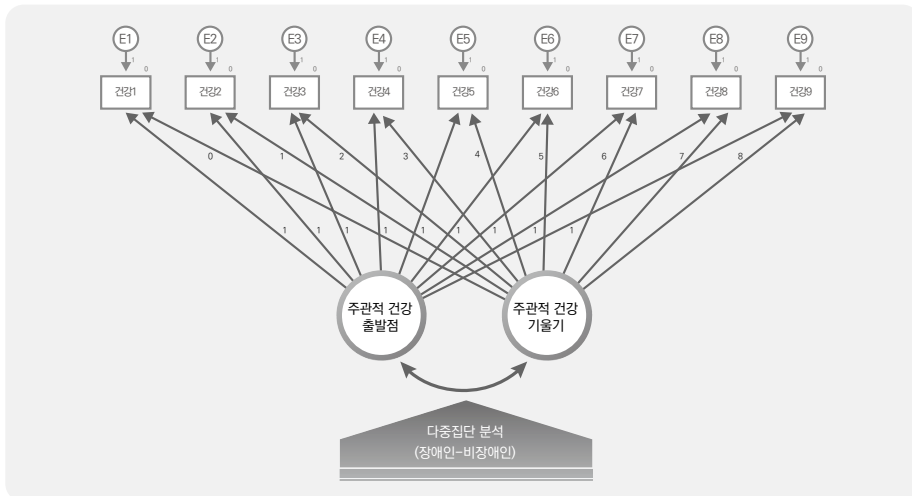 E1 E2 E3 E4 E5 E6 E7 E8 E9
1 0 1 0 1 0 1 0 1 0 1 0 1 0 1 0 1 0
건강1 건강2 건강3 건강4 건강5 건강6 건강7 건강8 건강9
0 1 2 3 4 5 6 7 8
1 1 1 1 1 1 1 1 1
주관적 건강 주관적 건강
출발점 기울기
다중집단 분석
(장애인-비장애인)